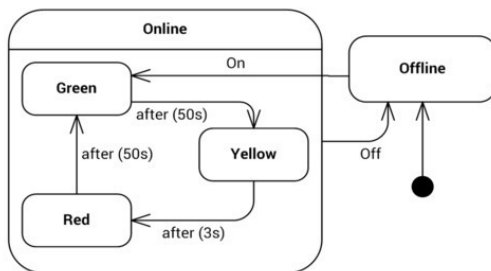 Online
On
Offline
Green
after (50s)
after (50s)
Yellow
Off
Red
after (3s)